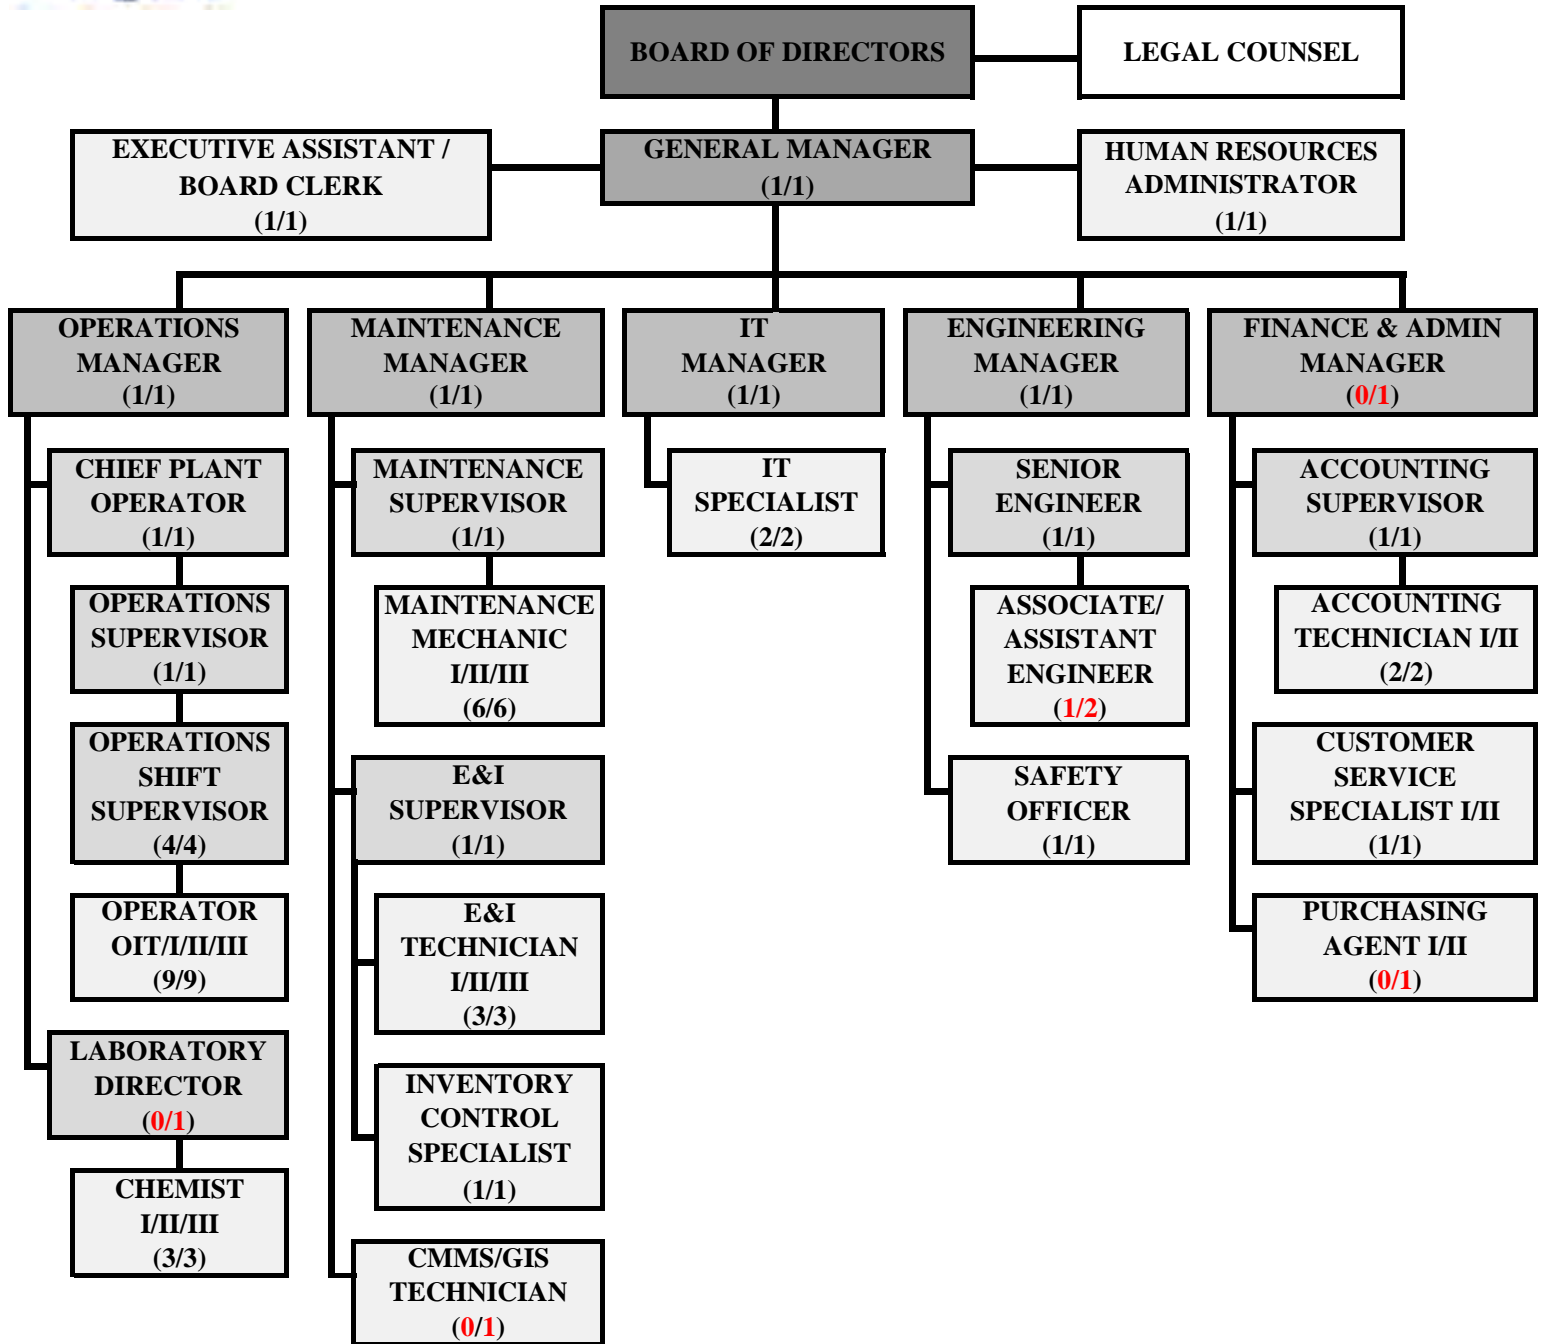 BOARD OF DIRECTORS
LEGAL COUNSEL
EXECUTIVE ASSISTANT /
BOARD CLERK
(1/1)
GENERAL MANAGER
(1/1)
HUMAN RESOURCES
ADMINISTRATOR
(1/1)
OPERATIONS
MANAGER
(1/1)
CHIEF PLANT
OPERATOR
(1/1)
OPERATIONS
SUPERVISOR
(1/1)
OPERATIONS
SHIFT
SUPERVISOR
(4/4)
OPERATOR
OIT/I/II/III
(9/9)
LABORATORY
DIRECTOR
(0/1)
CHEMIST
I/II/III
(3/3)
MAINTENANCE
MANAGER
(1/1)
MAINTENANCE
SUPERVISOR
(1/1)
MAINTENANCE
MECHANIC
I/II/III
(6/6)
E&I
SUPERVISOR
(1/1)
E&I
TECHNICIAN
I/II/III
(3/3)
INVENTORY
CONTROL
SPECIALIST
(1/1)
CMMS/GIS
TECHNICIAN
(0/1)
IT
MANAGER
(1/1)
IT
SPECIALIST
(2/2)
ENGINEERING
MANAGER
(1/1)
SENIOR
ENGINEER
(1/1)
ASSOCIATE/
ASSISTANT
ENGINEER
(1/2)
SAFETY
OFFICER
(1/1)
FINANCE & ADMIN
MANAGER
(0/1)
ACCOUNTING
SUPERVISOR
(1/1)
ACCOUNTING
TECHNICIAN I/II
(2/2)
CUSTOMER
SERVICE
SPECIALIST I/II
(1/1)
PURCHASING
AGENT I/II
(0/1)